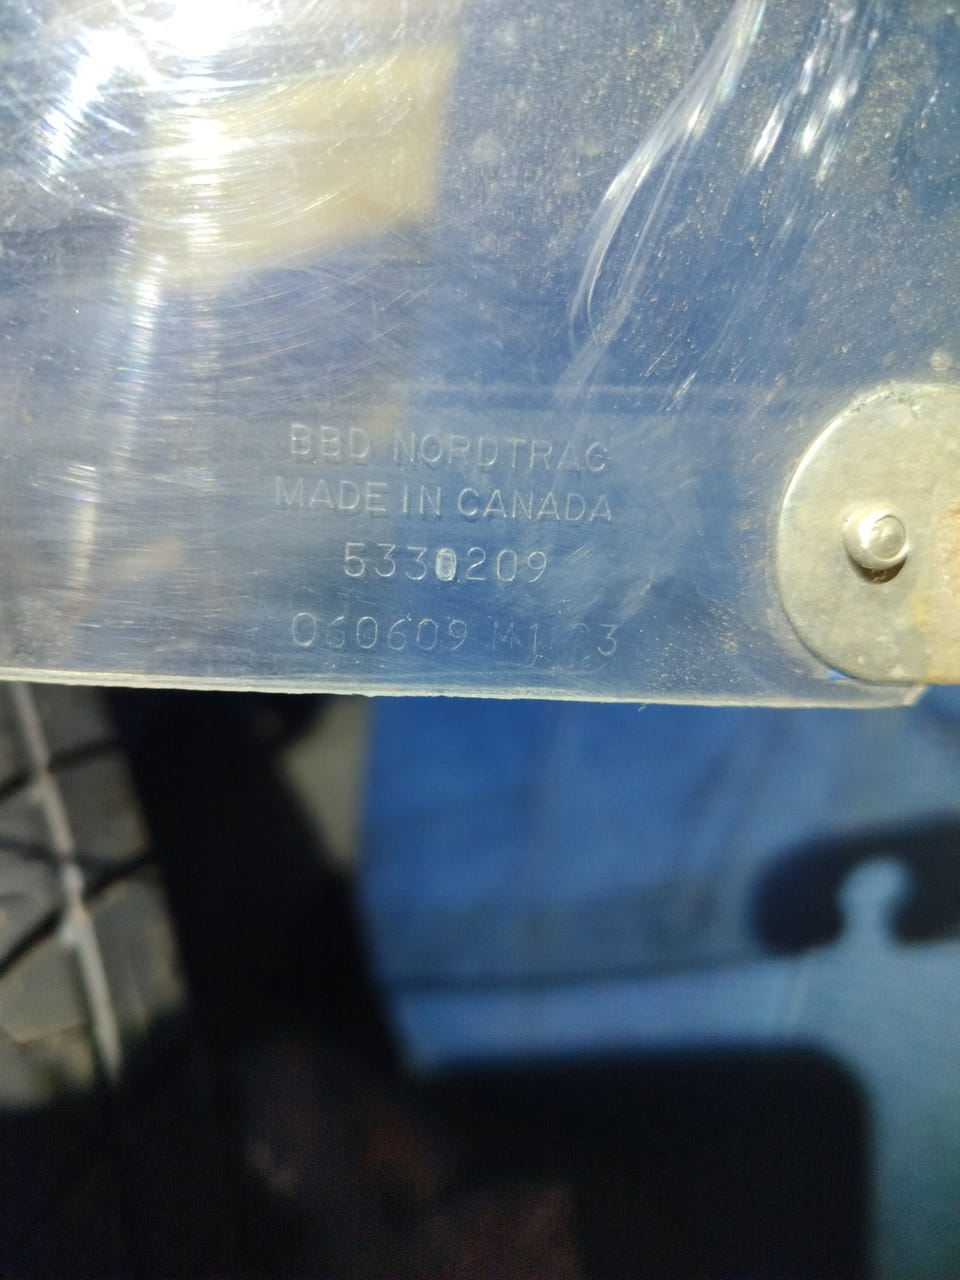 BBD NORDTRAC
MADE IN CANADA
5330209
060609